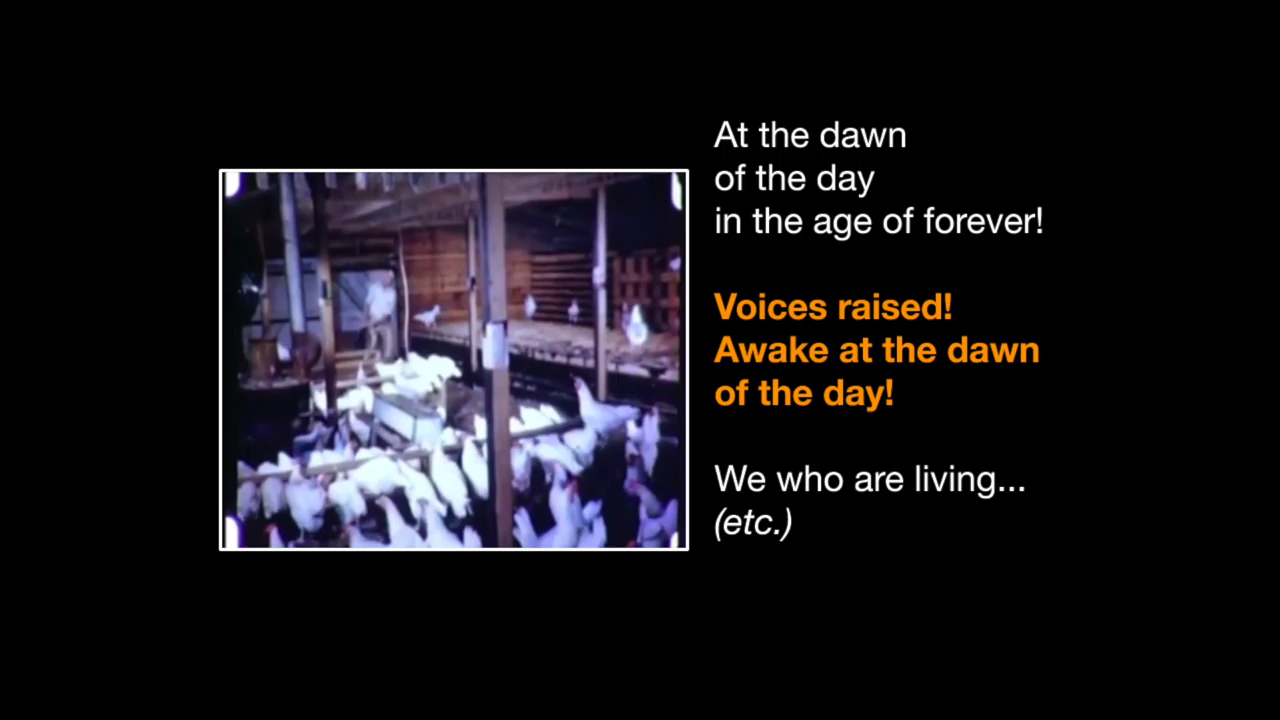 At the dawn
of the day
in the age of forever!
Voices raised!
Awake at the dawn
of the day!
We who are living...
(etc.)